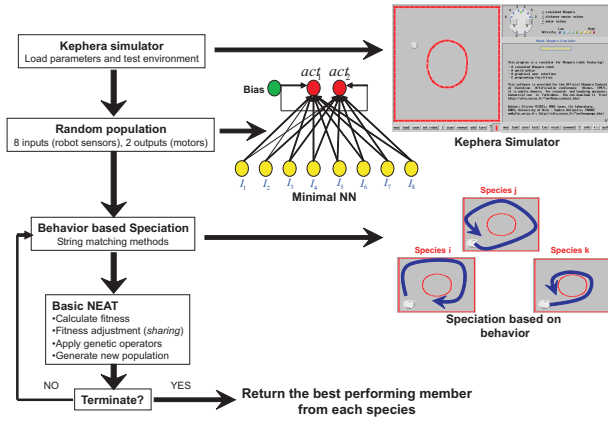 Kephera simulator
Load parameters and test environment
Random population
8 inputs (robot sensors), 2 outputs (motors)
Behavior based Speciation
String matching methods
Basic NEAT
•Calculate fitness
•Fitness adjustment (sharing)
•Apply genetic operators
•Generate new population
NO
YES
Terminate?
Return the best performing member
from each species
Bias
act1
act2
I1
I2
I3
I4
I5
I6
I7
I8
Minimal NN
Kephera Simulator
Species j
Species i
Species k
Speciation based on
behavior